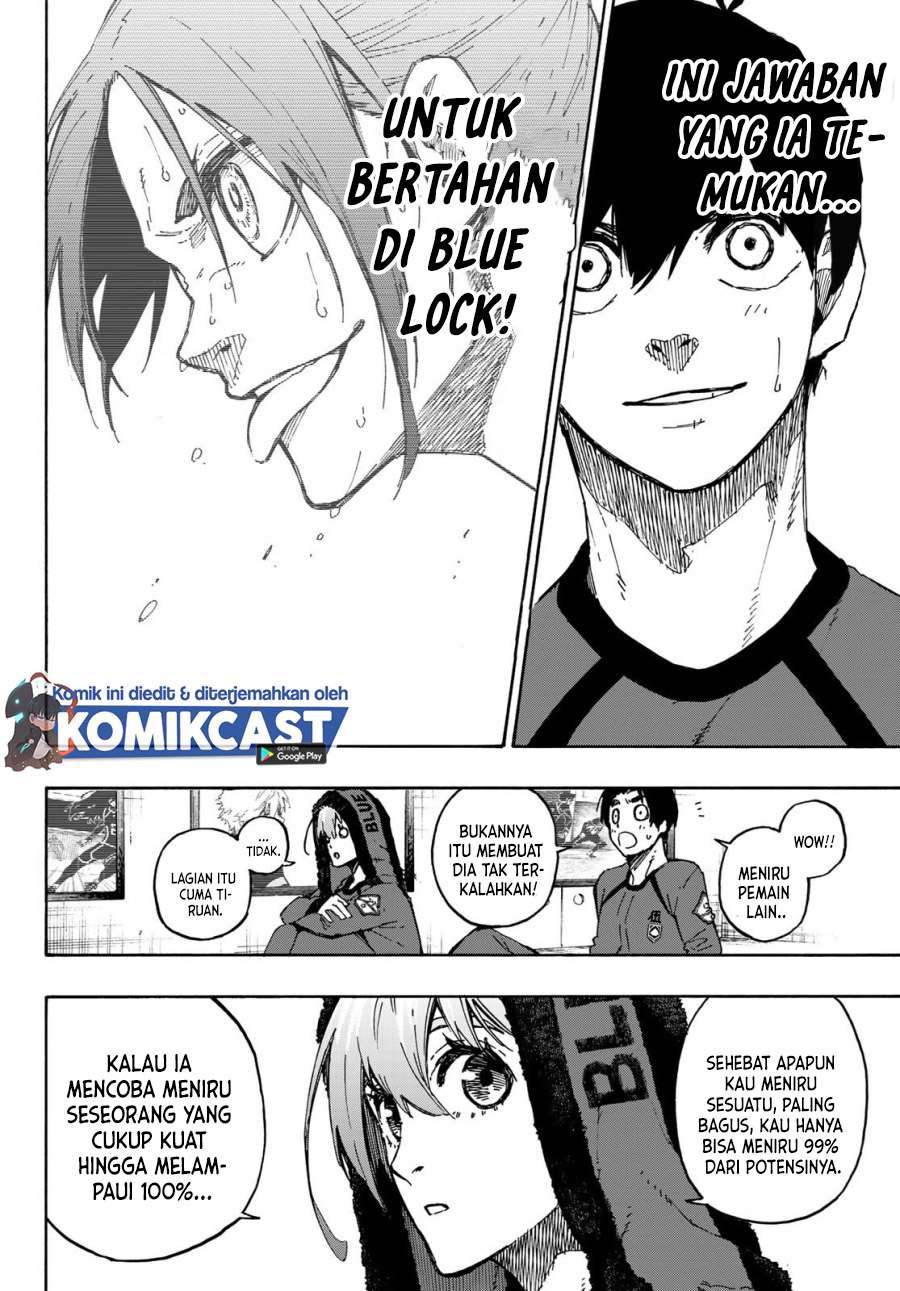 INI JAWABAN
YANG IA TE-
MUKAN...
UNTUK
BERTAHAN
DI BLUE
LOCK!
Komik ini diedit & diterjemahkan oleh
KOMIKCAST
GET IT ON
Google Play
WOW!!
MENIRU
PEMAIN
LAIN..
BUKANNYA
ITU MEMBUAT
DIA TAK TER-
KALAHKAN!
BLUE
...
TIDAK.
LAGIAN ITU
CUMA TI-
RUAN.
伍
SEHEBAT APAPUN
KAU MENIRU
SESUATU, PALING
BAGUS, KAU HANYA
BISA MENIRU 99%
DARI POTENSINYA.
BLUE
KALAU IA
MENCOBA MENIRU
SESEORANG YANG
CUKUP KUAT
HINGGA MELAM-
PAUI 100%...